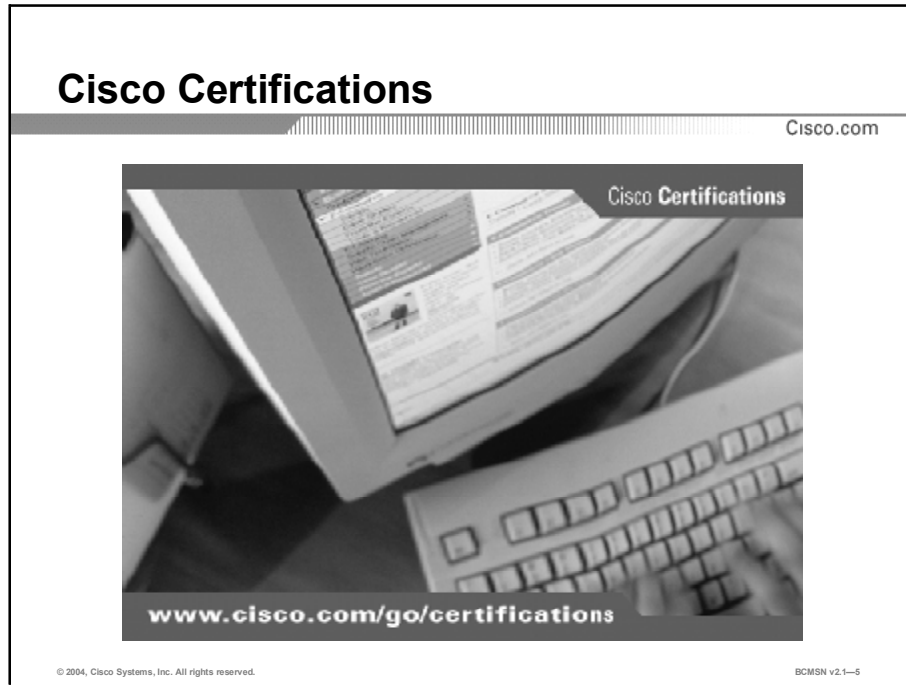 Cisco Certifications
Cisco.com
Cisco Certifications
www.cisco.com/go/certifications
© 2004, Cisco Systems, Inc. All rights reserved.
BCMSN v2.1—5